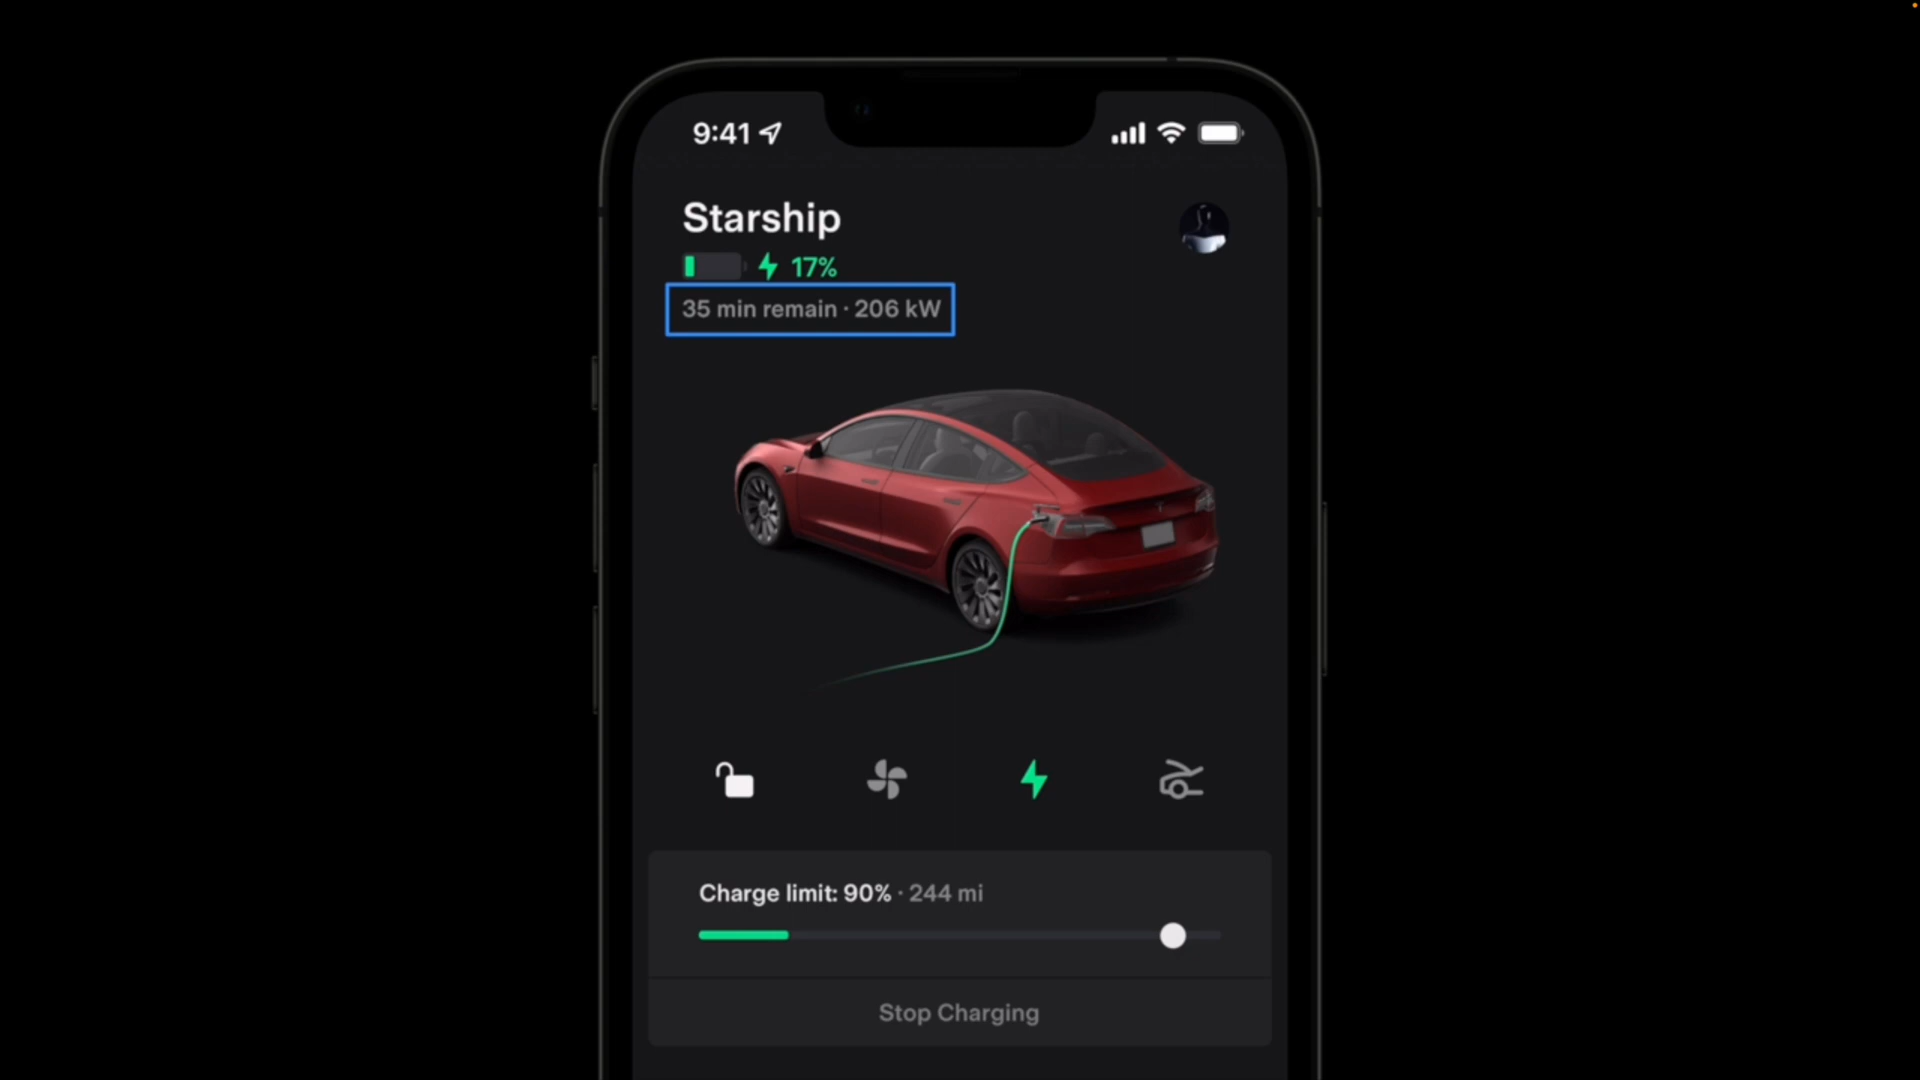 9:41
Starship
17%
35 min remain · 206 kW
Charge limit: 90% · 244 mi
Stop Charging